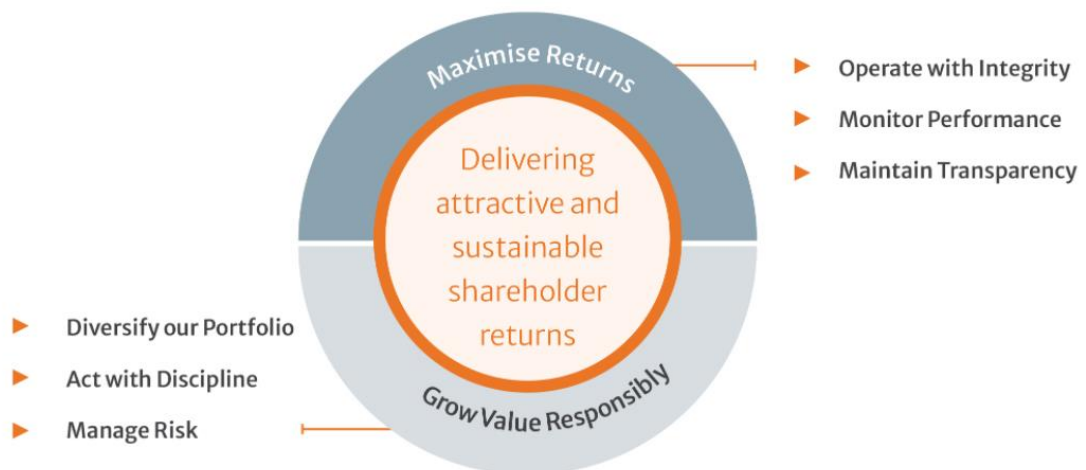 Maximise Returns
Operate with Integrity
Monitor Performance
Maintain Transparency
Delivering
attractive and
sustainable
shareholder
returns
Diversify our Portfolio
Act with Discipline
Manage Risk
Grow Value Responsibly